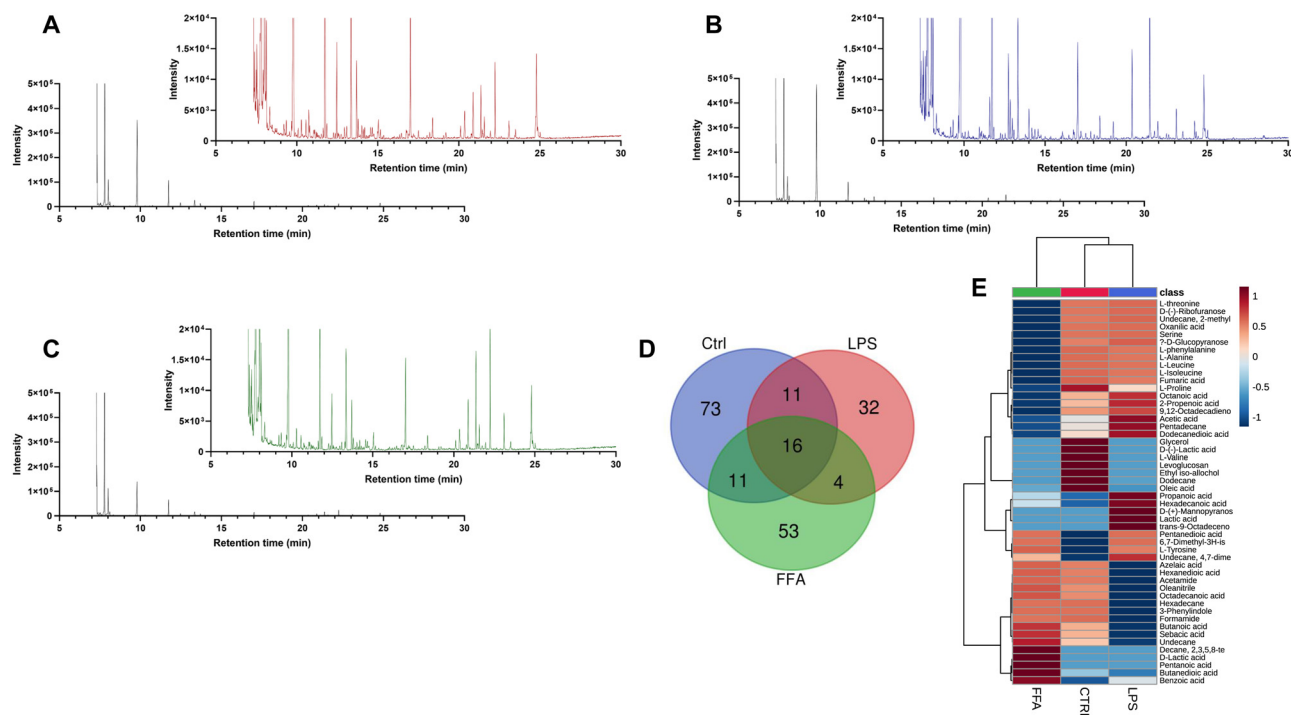 A
2×10⁴
1.5×10⁴
1×10⁴
5×10³
0
Intensity
5 10 15 20 25 30
Retention time (min)
5×10⁵
4×10⁵
3×10⁵
2×10⁵
1×10⁵
0
Intensity
5 10 15 20 25 30
Retention time (min)
B
2×10⁴
1.5×10⁴
1×10⁴
5×10³
0
Intensity
5 10 15 20 25 30
Retention time (min)
5×10⁵
4×10⁵
3×10⁵
2×10⁵
1×10⁵
0
Intensity
5 10 15 20 25 30
Retention time (min)
C
2×10⁴
1.5×10⁴
1×10⁴
5×10³
0
Intensity
5 10 15 20 25 30
Retention time (min)
5×10⁵
4×10⁵
3×10⁵
2×10⁵
1×10⁵
0
Intensity
5 10 15 20 25 30
Retention time (min)
D
Ctrl LPS
73 11 32
16
11 4
53
FFA
E
class
L-threonine
D-(-)-Ribofuranose
Undecane, 2-methyl
Oxanilic acid
Serine
?-D-Glucopyranose
L-phenylalanine
L-Alanine
L-Leucine
L-Isoleucine
Fumaric acid
L-Proline
Octanoic acid
2-Propenoic acid
9,12-Octadecadieno
Acetic acid
Pentadecane
Dodecanedioic acid
Glycerol
D-(-)-Lactic acid
L-Valine
Levoglucosan
Ethyl iso-allochol
Dodecane
Oleic acid
Propanoic acid
Hexadecanoic acid
D-(+)-Mannopyranos
Lactic acid
trans-9-Octadeceno
Pentanedioic acid
6,7-Dimethyl-3H-is
L-Tyrosine
Undecane, 4,7-dime
Azelaic acid
Hexanedioic acid
Acetamide
Oleanitrile
Octadecanoic acid
Hexadecane
3-Phenylindole
Formamide
Butanoic acid
Sebacic acid
Undecane
Decane, 2,3,5,8-te
D-Lactic acid
Pentanoic acid
Butanedioic acid
Benzoic acid
1
0.5
0
−0.5
−1
FFA
CTRL
LPS